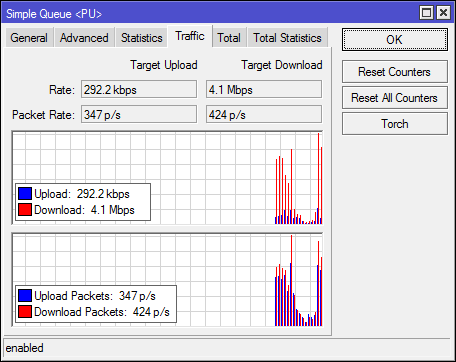 Simple Queue <PU>
General Advanced Statistics Traffic Total Total Statistics
OK
Reset Counters
Reset All Counters
Torch
Target Upload Target Download
Rate: 292.2 kbps 4.1 Mbps
Packet Rate: 347 p/s 424 p/s
Upload: 292.2 kbps
Download: 4.1 Mbps
Upload Packets: 347 p/s
Download Packets: 424 p/s
enabled